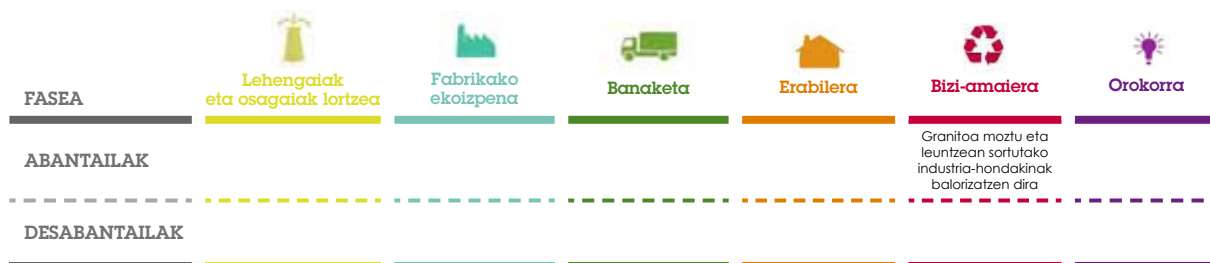 FASEA
Lehengaiak
eta osagaiak lortzea
Fabrikako
ekoizpena
Banaketa
Erabilera
Bizi-amaiera
Orokorra
ABANTAILAK
Granitoa moztu eta
leuntzean sortutako
industria-hondakinak
balorizatzen dira
DESABANTAILAK